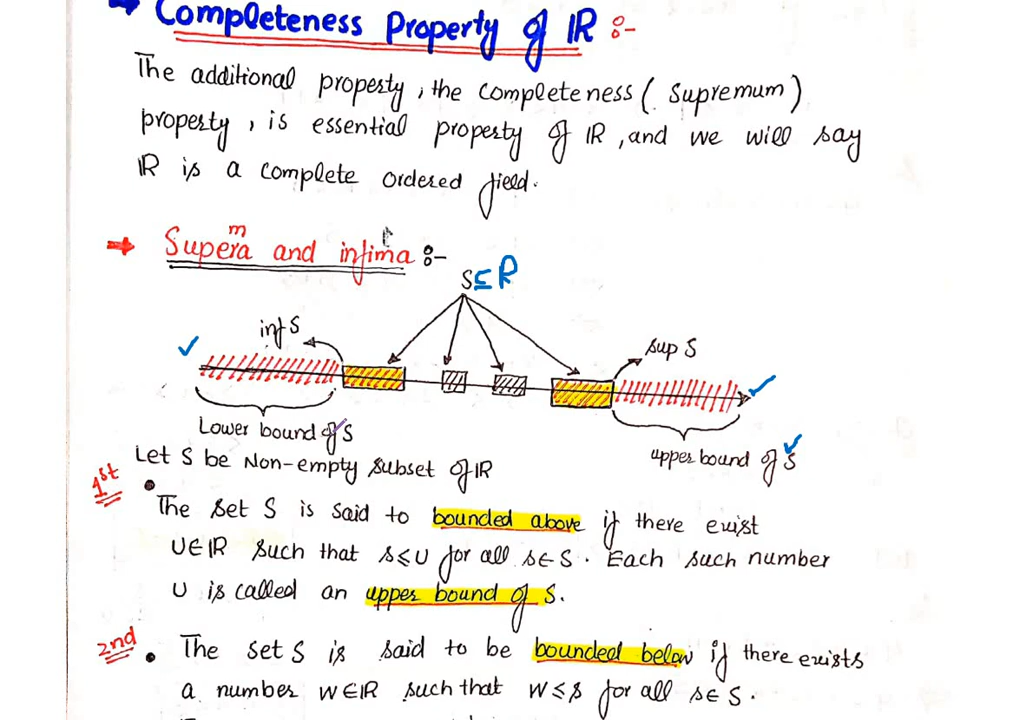 → Completeness Property of IR :-
The additional property, the completeness ( Supremum )
property, is essential property of IR, and we will say
IR is a complete ordered field.
→ Supera and infima :-
m
S ⊆ R
inf S
sup S
Lower bound of S
upper bound of S
Let S be Non-empty subset of IR
1st
• The set S is said to bounded above if there exist
U∈IR such that s≤U for all s∈S. Each such number
U is called an upper bound of S.
2nd
• The set S is said to be bounded below if there exists
a number W∈IR such that W≤s for all s∈S.